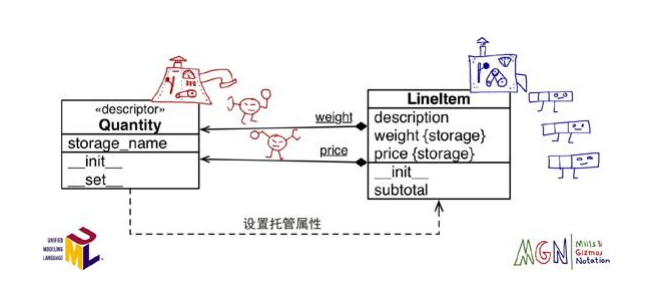 «descriptor»
Quantity
storage_name
__init__
__set__
weight
price
LineItem
description
weight {storage}
price {storage}
__init__
subtotal
设置托管属性
UNIFIED
MODELING
LANGUAGE
UML
MGN
Mills &
Gizmos
Notation